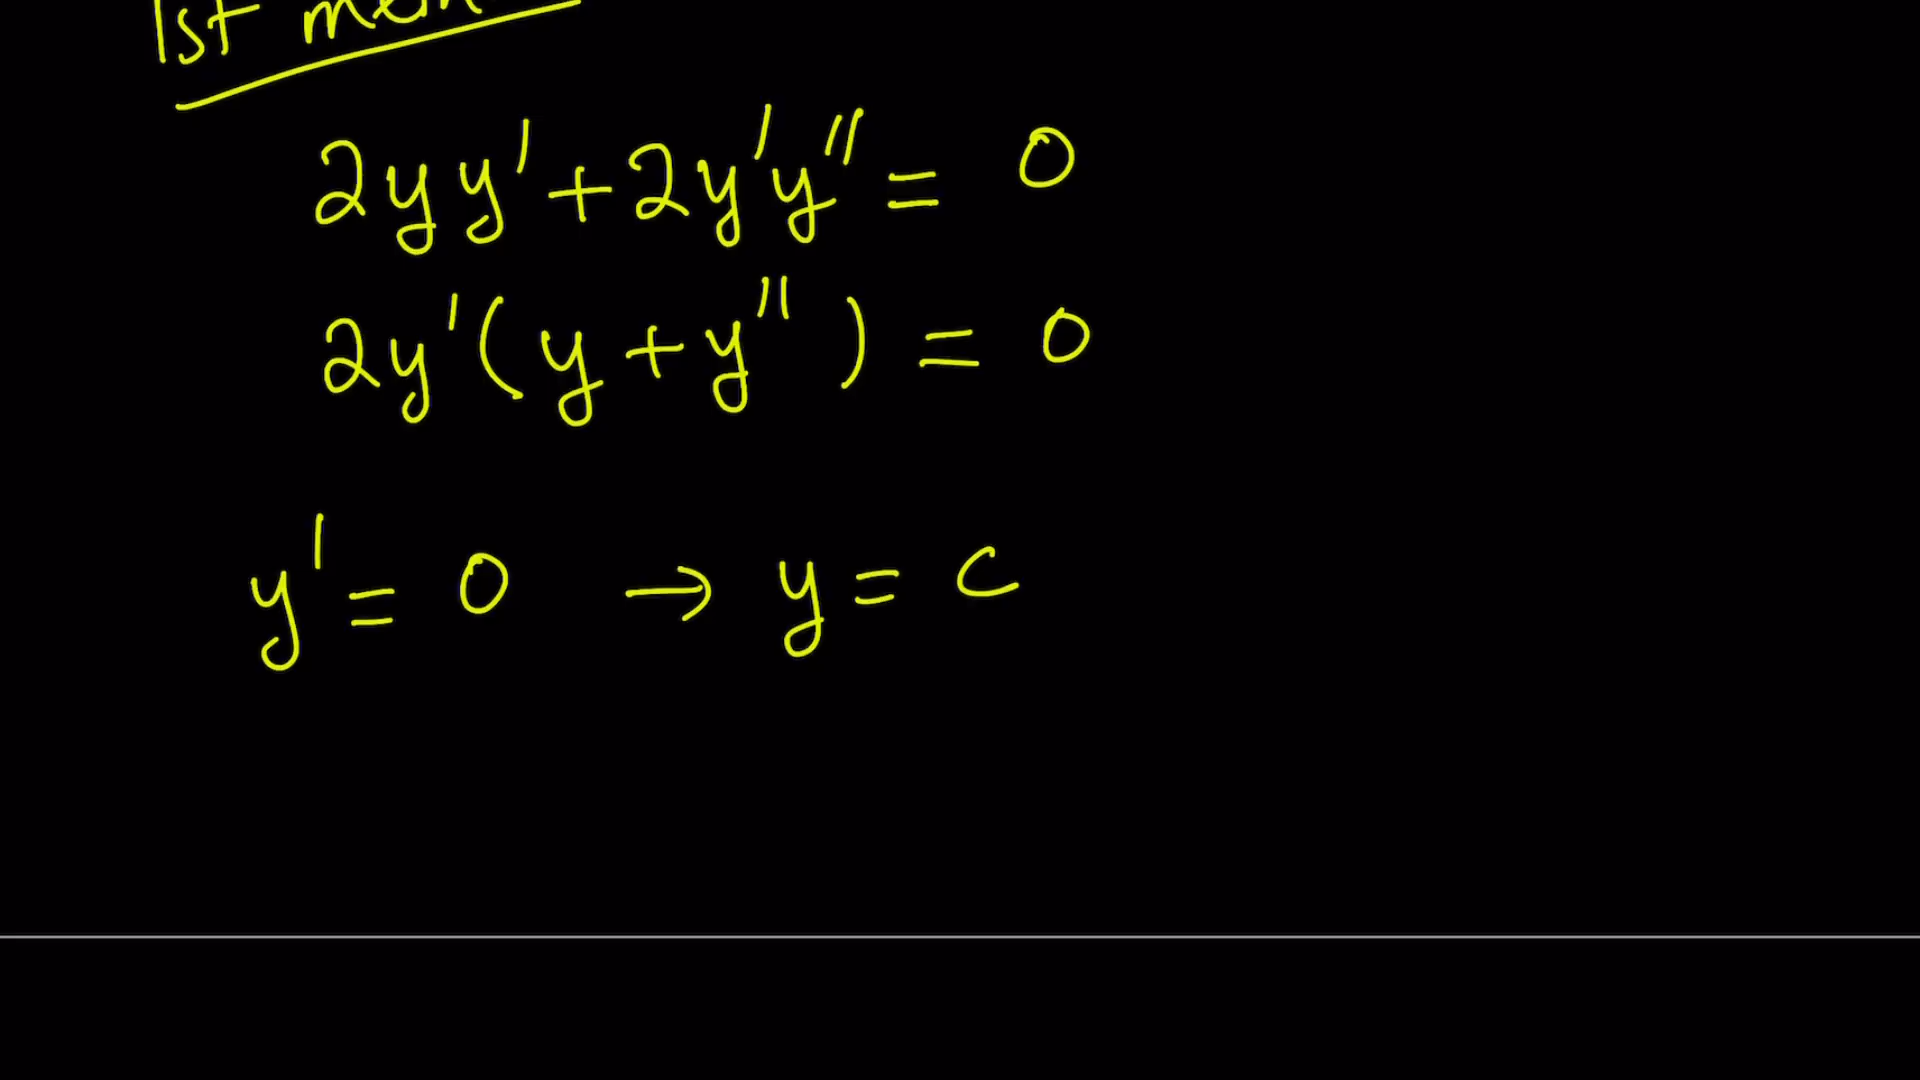 1st
2yy' + 2y'y'' = 0
2y'(y + y'') = 0
y' = 0 → y = c